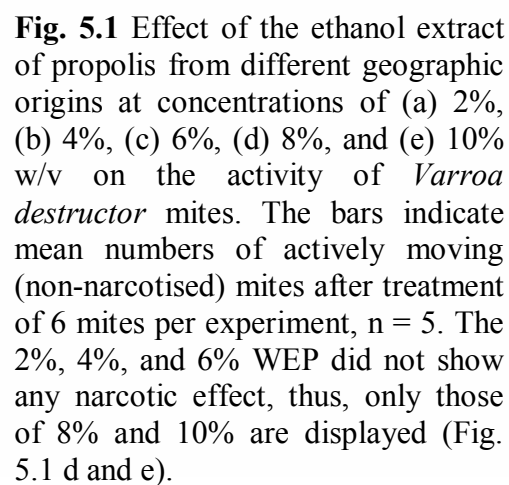 Fig. 5.1 Effect of the ethanol extract
of propolis from different geographic
origins at concentrations of (a) 2%,
(b) 4%, (c) 6%, (d) 8%, and (e) 10%
w/v on the activity of Varroa
destructor mites. The bars indicate
mean numbers of actively moving
(non-narcotised) mites after treatment
of 6 mites per experiment, n = 5. The
2%, 4%, and 6% WEP did not show
any narcotic effect, thus, only those
of 8% and 10% are displayed (Fig.
5.1 d and e).